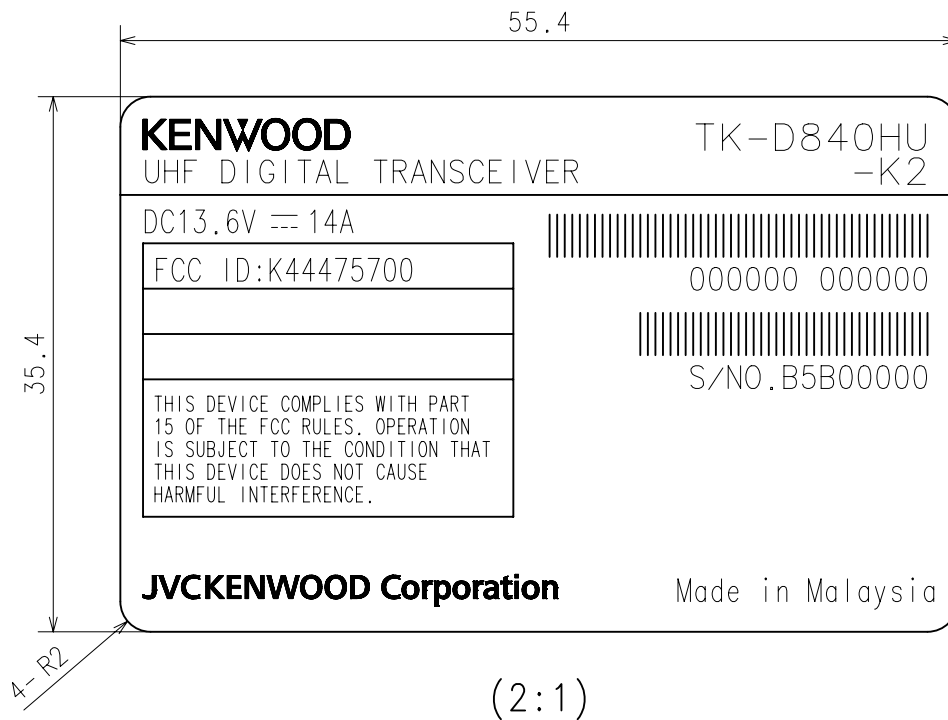 55.4
KENWOOD
TK-D840HU
-K2
UHF DIGITAL TRANSCEIVER
DC13.6V ⎓ 14A
FCC ID:K44475700
000000 000000
S/NO.B5B00000
35.4
THIS DEVICE COMPLIES WITH PART
15 OF THE FCC RULES. OPERATION
IS SUBJECT TO THE CONDITION THAT
THIS DEVICE DOES NOT CAUSE
HARMFUL INTERFERENCE.
JVCKENWOOD Corporation
Made in Malaysia
4-R2
(2:1)